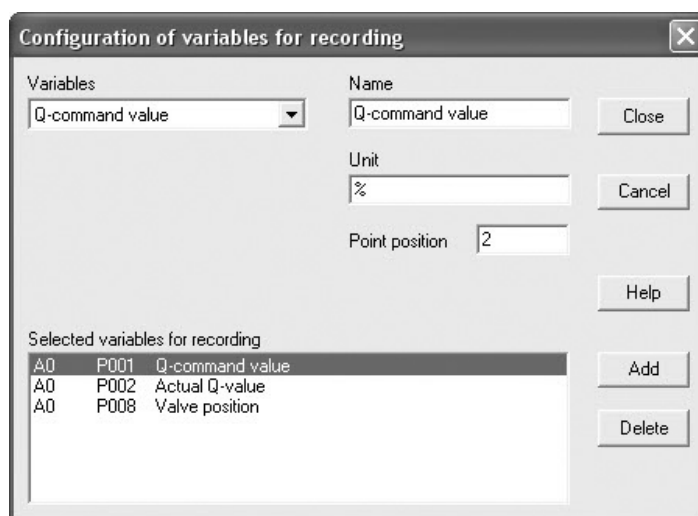 Configuration of variables for recording
Variables
Q-command value
Name
Q-command value
Close
Unit
%
Cancel
Point position 2
Help
Selected variables for recording
A0 P001 Q-command value
A0 P002 Actual Q-value
A0 P008 Valve position
Add
Delete